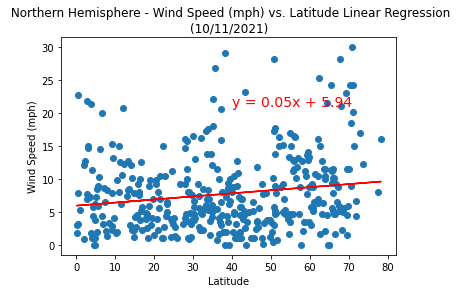 Northern Hemisphere - Wind Speed (mph) vs. Latitude Linear Regression
(10/11/2021)
30
25
20
15
10
5
0
Wind Speed (mph)
y = 0.05x + 5.94
0 10 20 30 40 50 60 70 80
Latitude